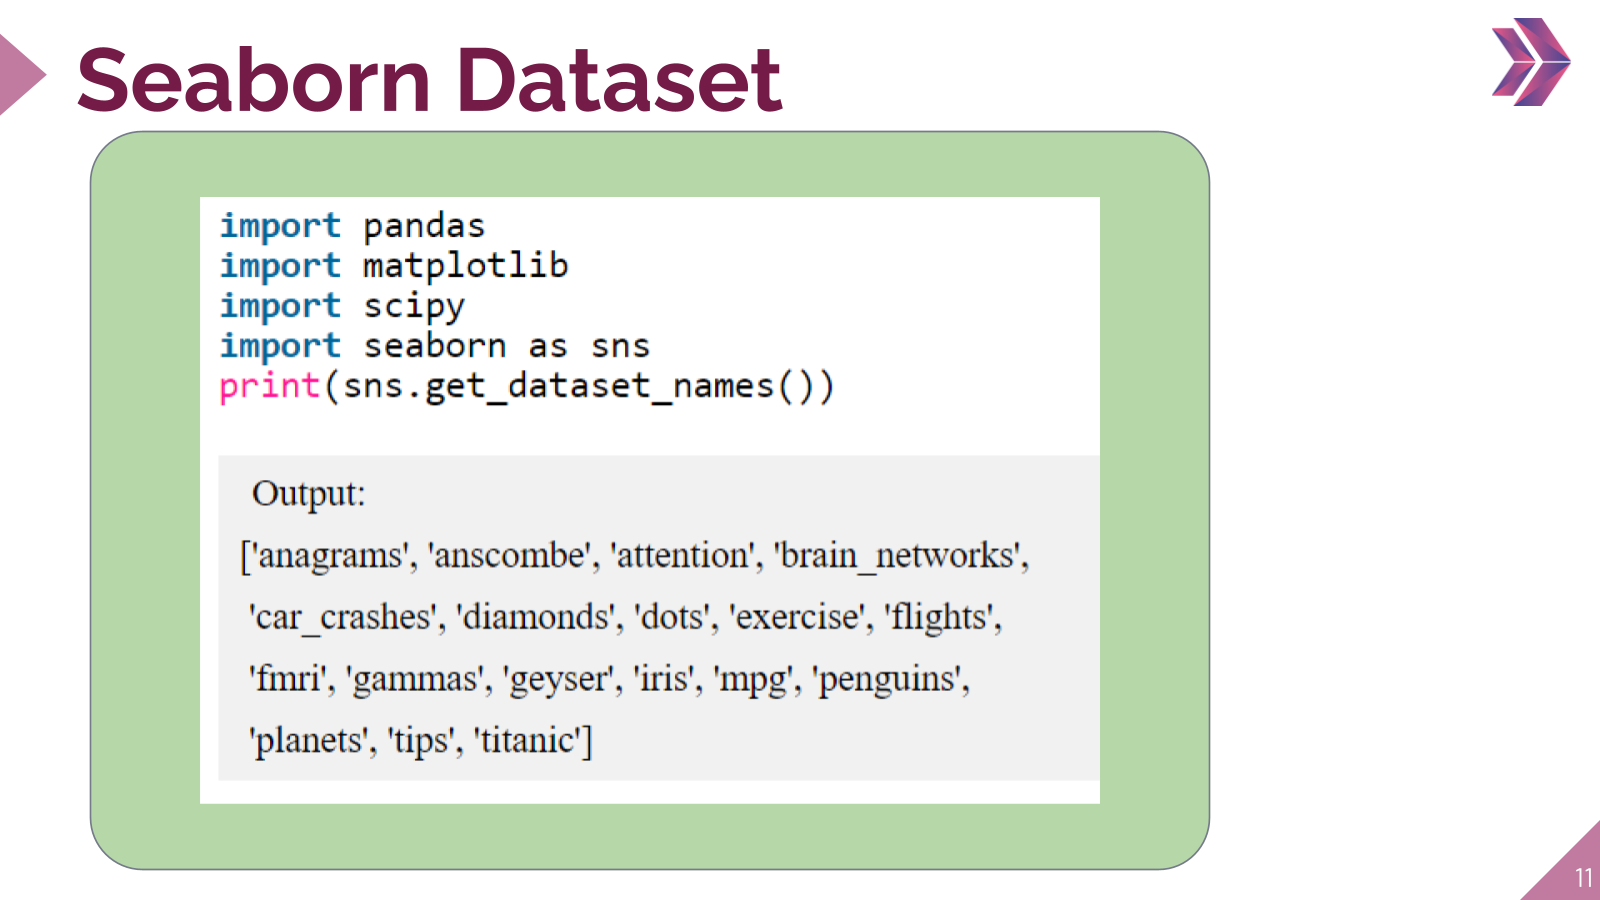 Seaborn Dataset
import pandas
import matplotlib
import scipy
import seaborn as sns
print(sns.get_dataset_names())
Output:
['anagrams', 'anscombe', 'attention', 'brain_networks',
'car_crashes', 'diamonds', 'dots', 'exercise', 'flights',
'fmri', 'gammas', 'geyser', 'iris', 'mpg', 'penguins',
'planets', 'tips', 'titanic']
11